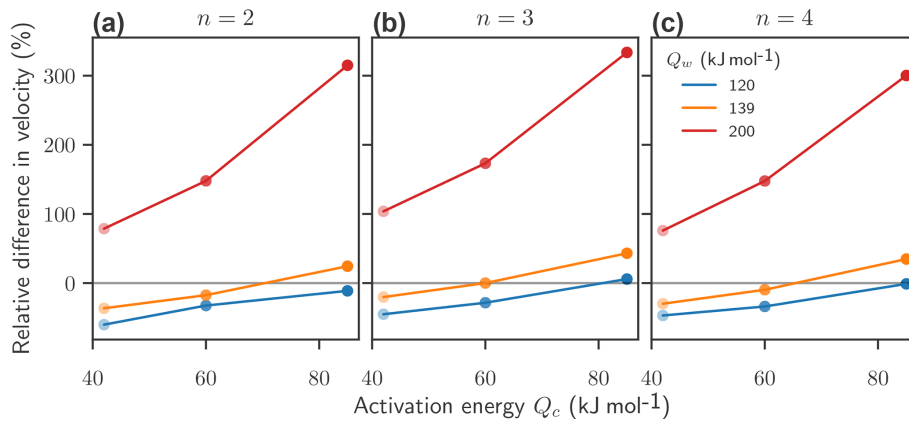 (a) n = 2
(b) n = 3
(c) n = 4
Relative difference in velocity (%)
300
200
100
0
Q_w (kJ mol-1)
120
139
200
40 60 80
40 60 80
40 60 80
Activation energy Q_c (kJ mol-1)